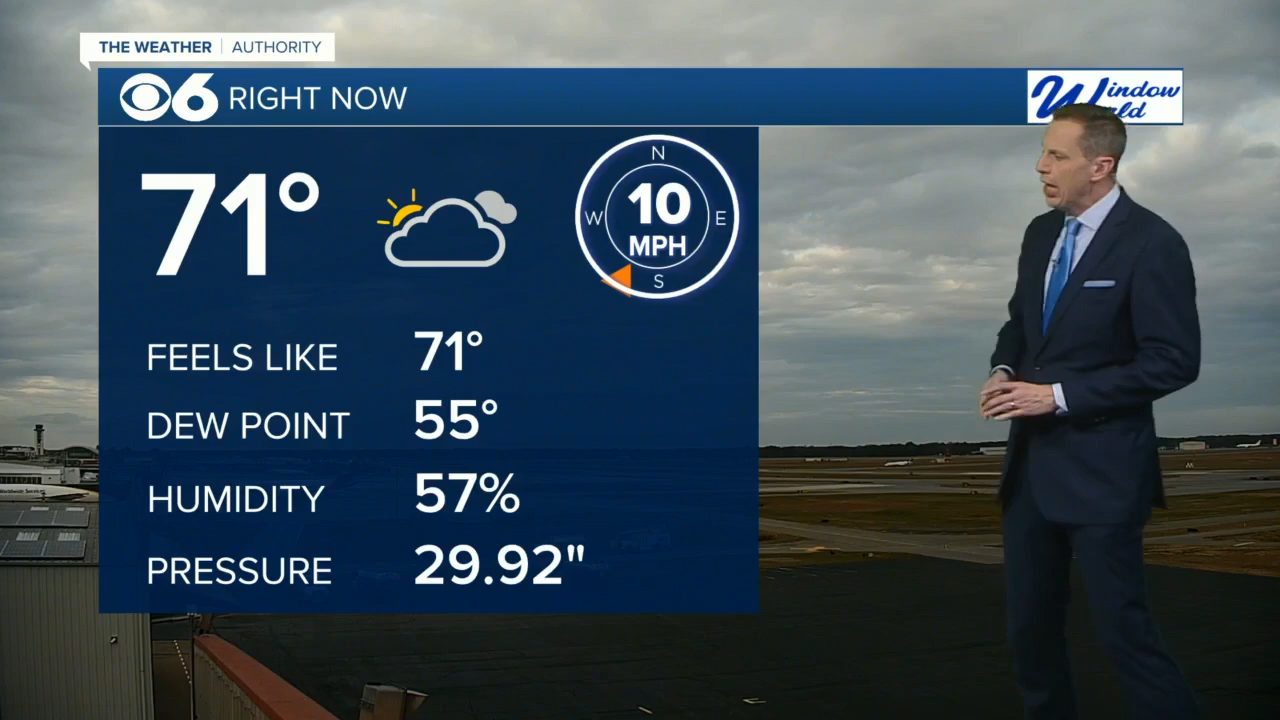 THE WEATHER | AUTHORITY
6 RIGHT NOW
Window
World
71°
N
W 10 E
MPH
S
FEELS LIKE 71°
DEW POINT 55°
HUMIDITY 57%
PRESSURE 29.92"